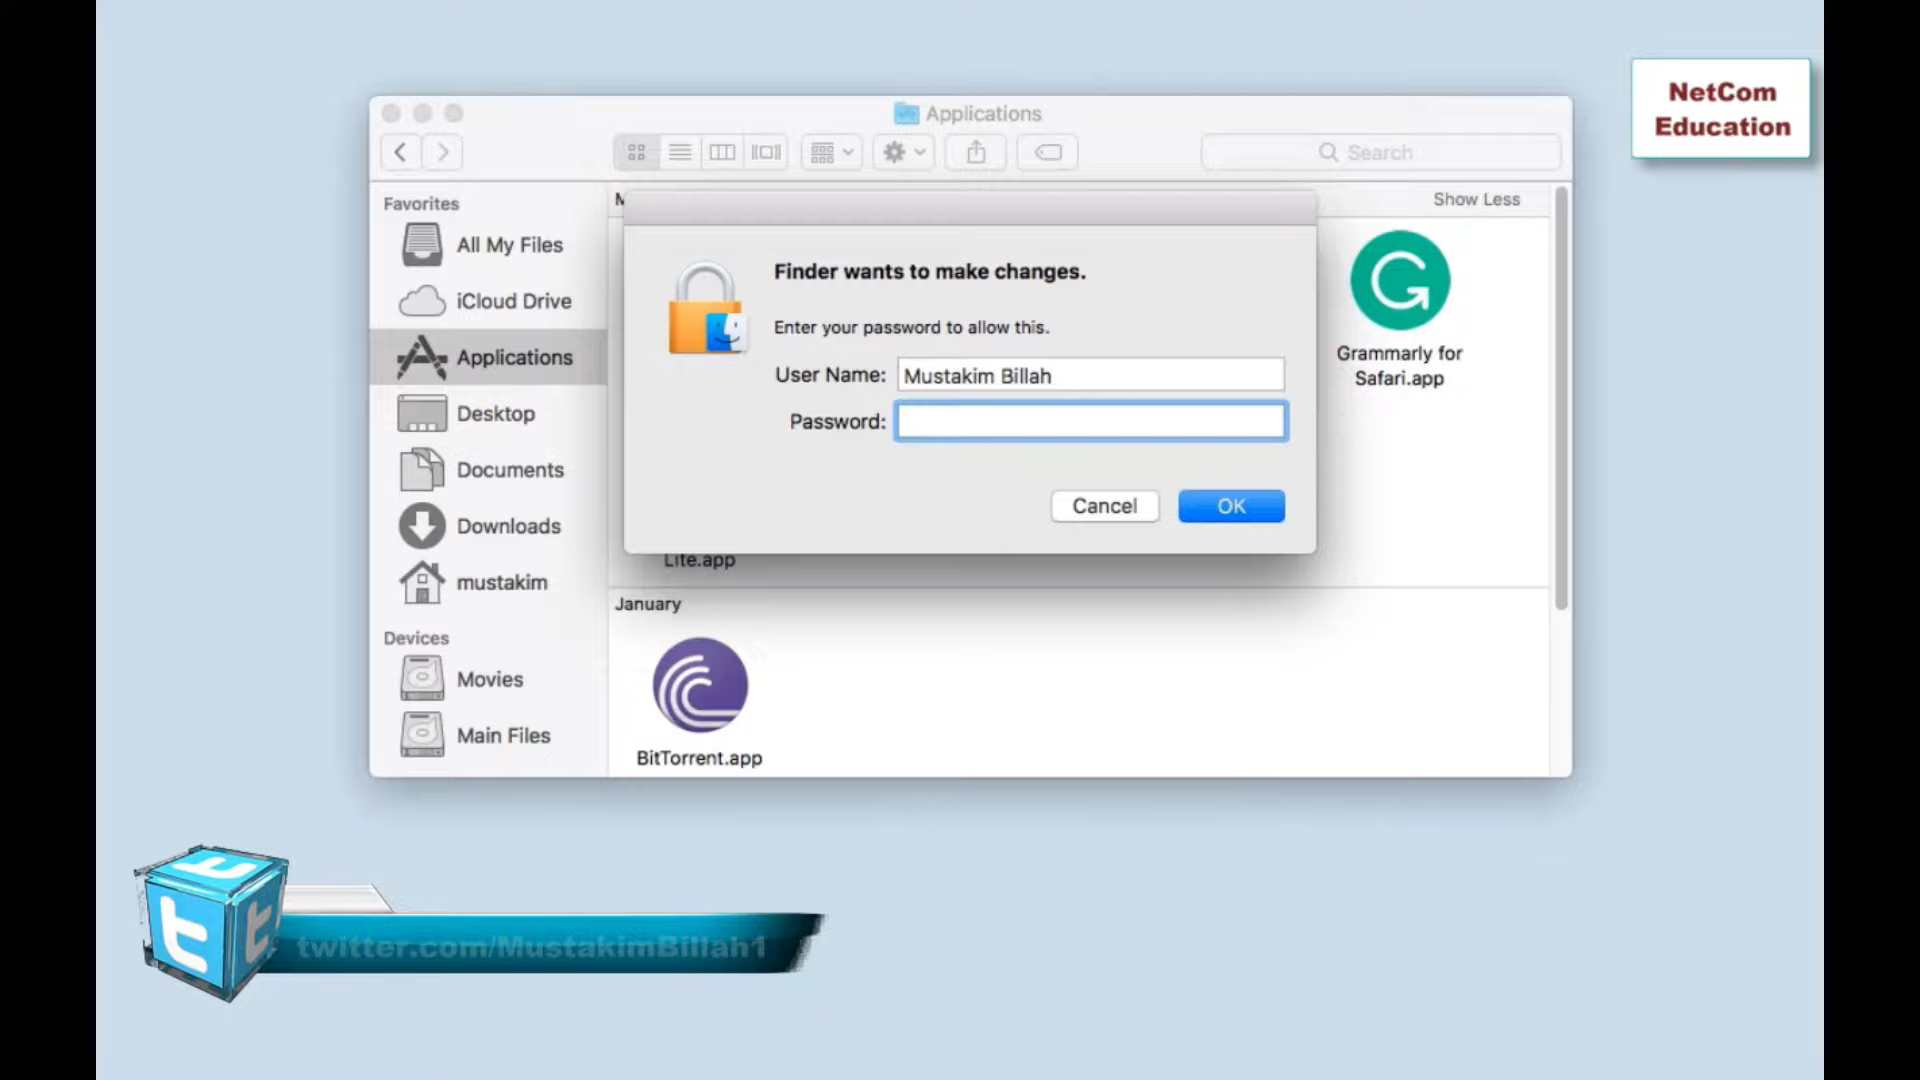 NetCom
Education
Applications
Search
Favorites
All My Files
iCloud Drive
Applications
Desktop
Documents
Downloads
mustakim
Devices
Movies
Main Files
Show Less
Finder wants to make changes.
Enter your password to allow this.
User Name: Mustakim Billah
Password:
Cancel
OK
Grammarly for
Safari.app
Lite.app
January
BitTorrent.app
twitter.com/MustakimBillah1